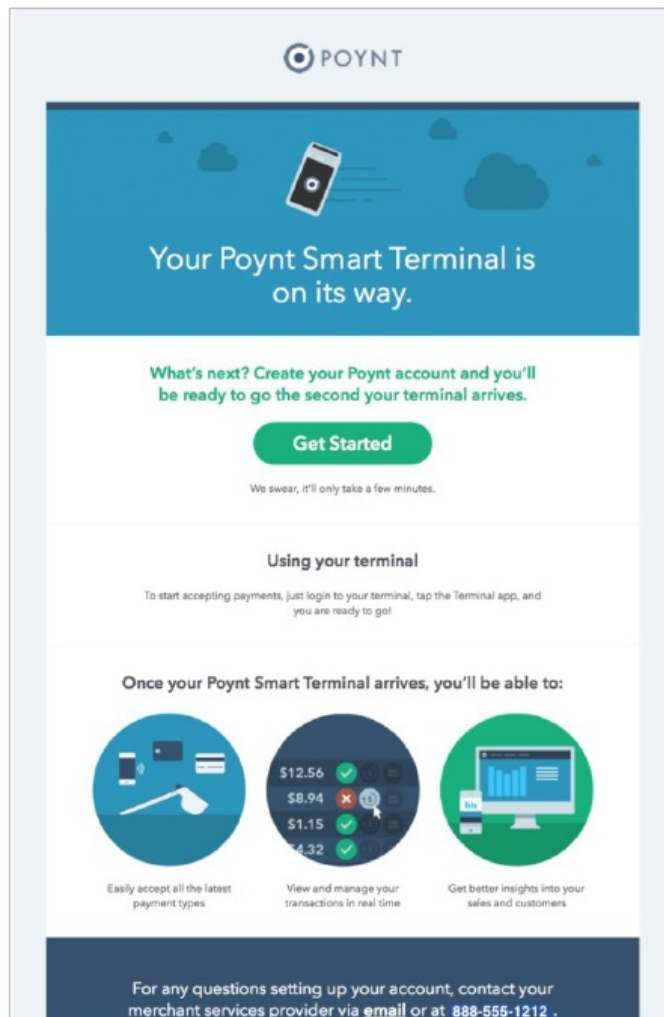 POYNT
Your Poynt Smart Terminal is
on its way.
What's next? Create your Poynt account and you'll
be ready to go the second your terminal arrives.
Get Started
We swear, it'll only take a few minutes.
Using your terminal
To start accepting payments, just login to your terminal, tap the Terminal app, and
you are ready to go!
Once your Poynt Smart Terminal arrives, you'll be able to:
$12.56
$8.94
$1.15
$4.32
Easily accept all the latest
payment types
View and manage your
transactions in real time
Get better insights into your
sales and customers
For any questions setting up your account, contact your
merchant services provider via email or at 888-555-1212 .